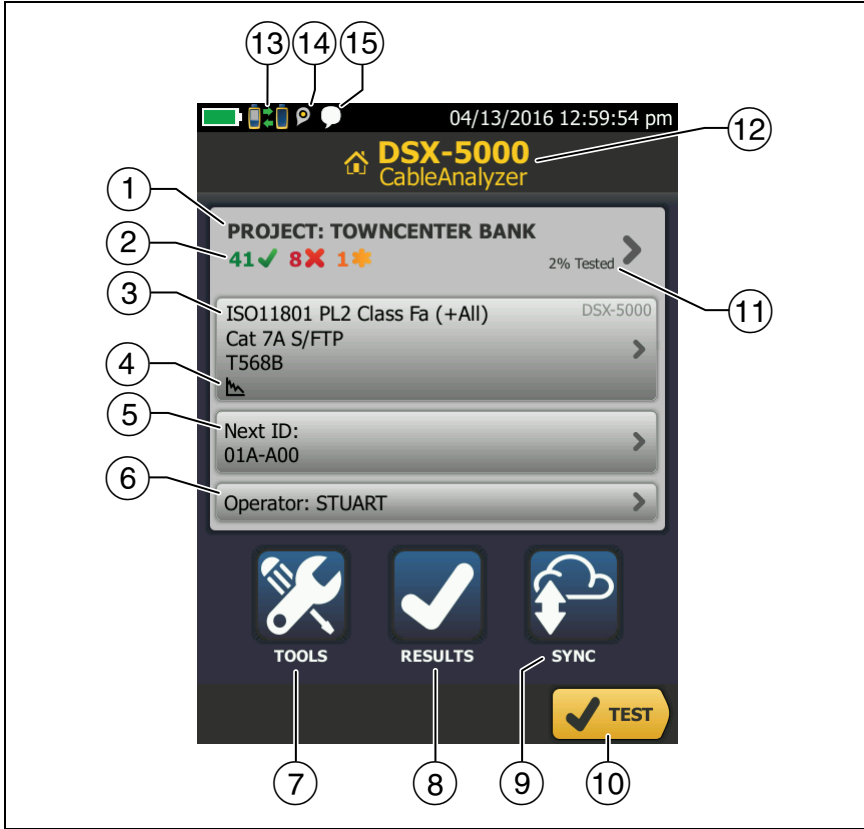 13 14 15
04/13/2016 12:59:54 pm
12
DSX-5000
CableAnalyzer
1
PROJECT: TOWNCENTER BANK
2
41 8 1
2% Tested
11
3
ISO11801 PL2 Class Fa (+All)
DSX-5000
Cat 7A S/FTP
T568B
4
5
Next ID:
01A-A00
6
Operator: STUART
TOOLS
RESULTS
SYNC
TEST
7 8 9 10